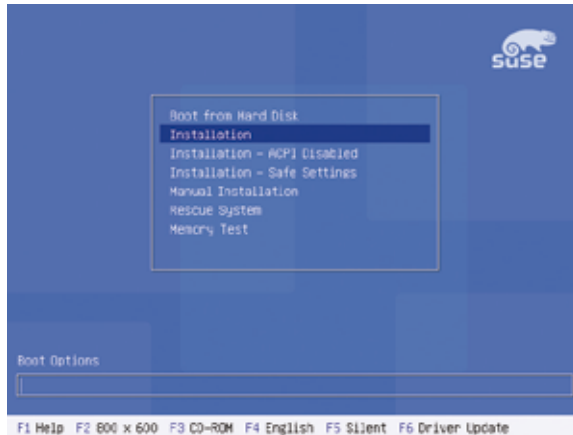 SUSE
Boot from Hard Disk
Installation
Installation - ACPI Disabled
Installation - Safe Settings
Manual Installation
Rescue System
Memory Test
Boot Options
F1 Help F2 800 x 600 F3 CD-ROM F4 English F5 Silent F6 Driver Update